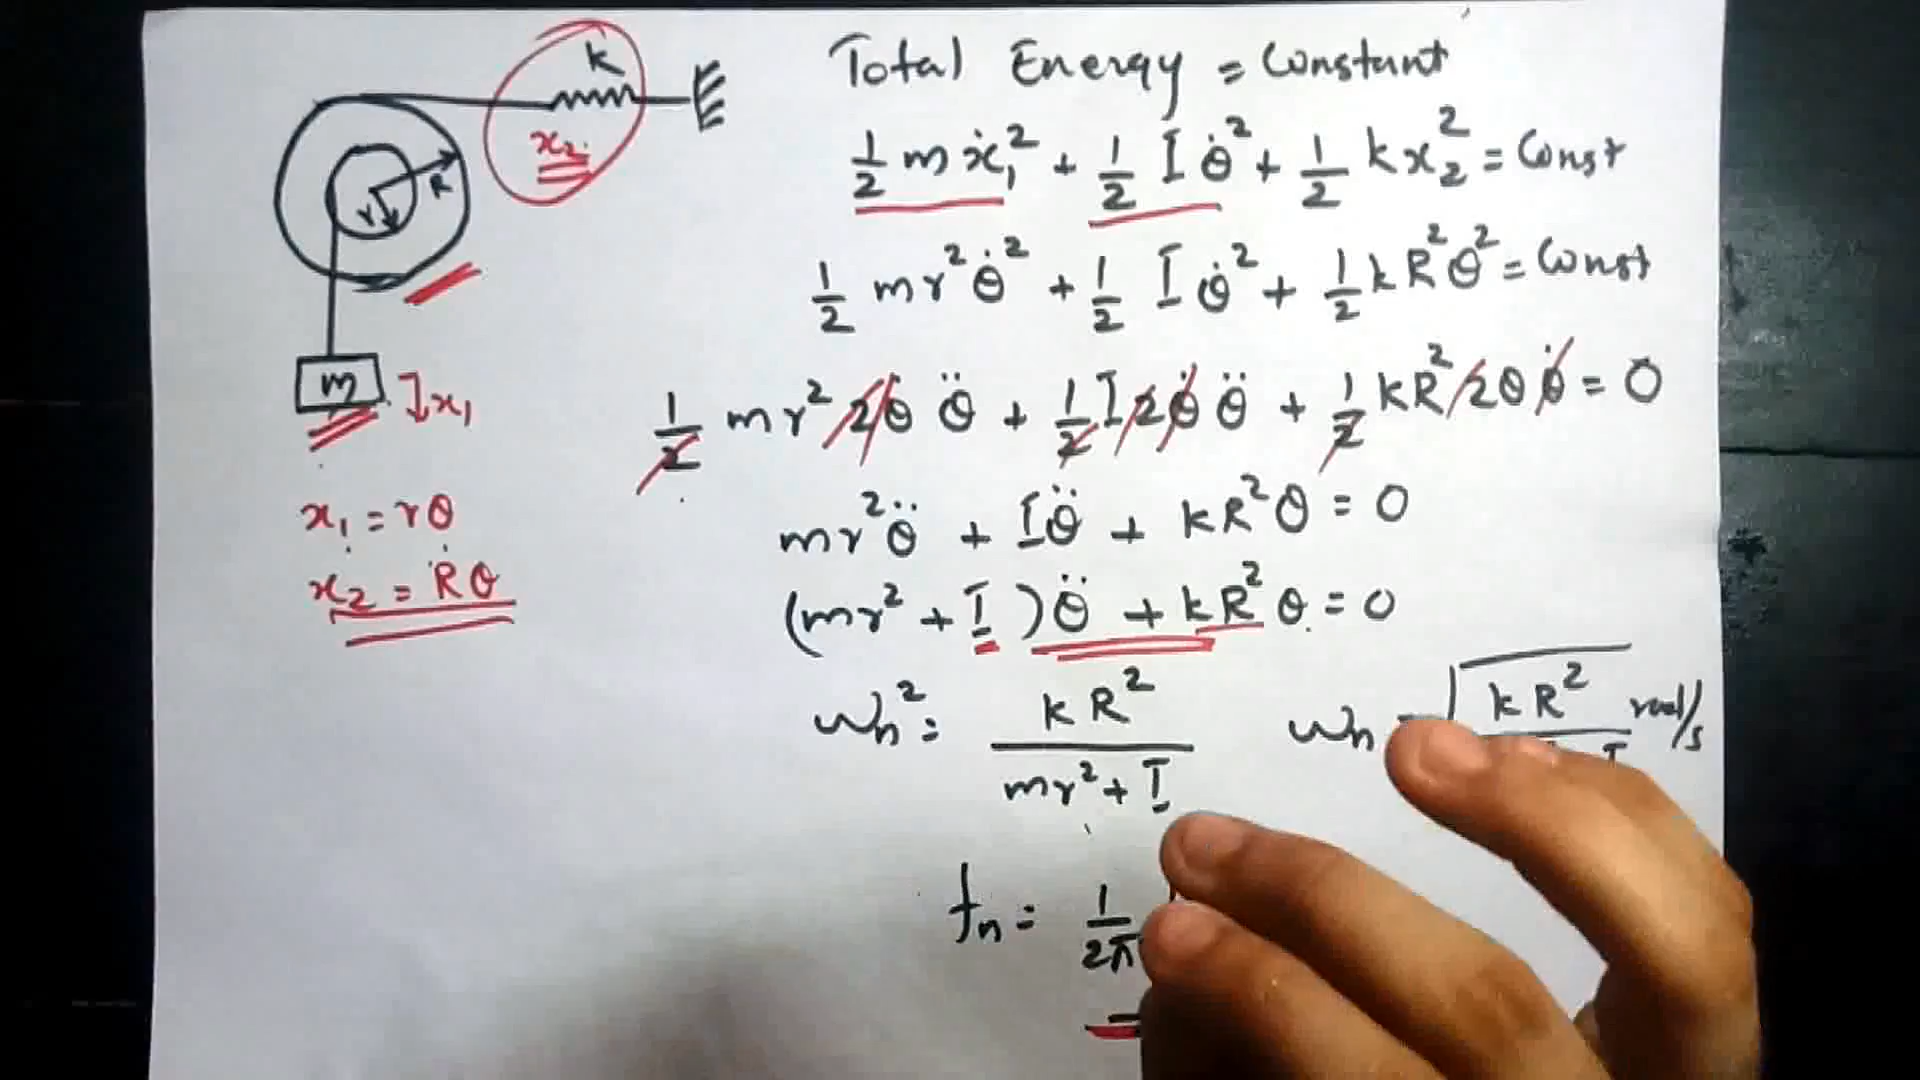 k
x₂
R
r
m
x₁
x₁ = rθ
x₂ = Rθ
Total Energy = Constant
1/2 m ẋ₁² + 1/2 I θ̇² + 1/2 k x₂² = Const
1/2 m r² θ̇² + 1/2 I θ̇² + 1/2 k R² θ² = Const
1/2 m r² 2θ̇ θ̈ + 1/2 I 2θ̇ θ̈ + 1/2 k R² 2θ θ̇ = 0
m r² θ̈ + I θ̈ + k R² θ = 0
(m r² + I) θ̈ + k R² θ = 0
ωn² = k R² / (m r² + I)
ωn = √ k R² / I rad/s
fn = 1/2π